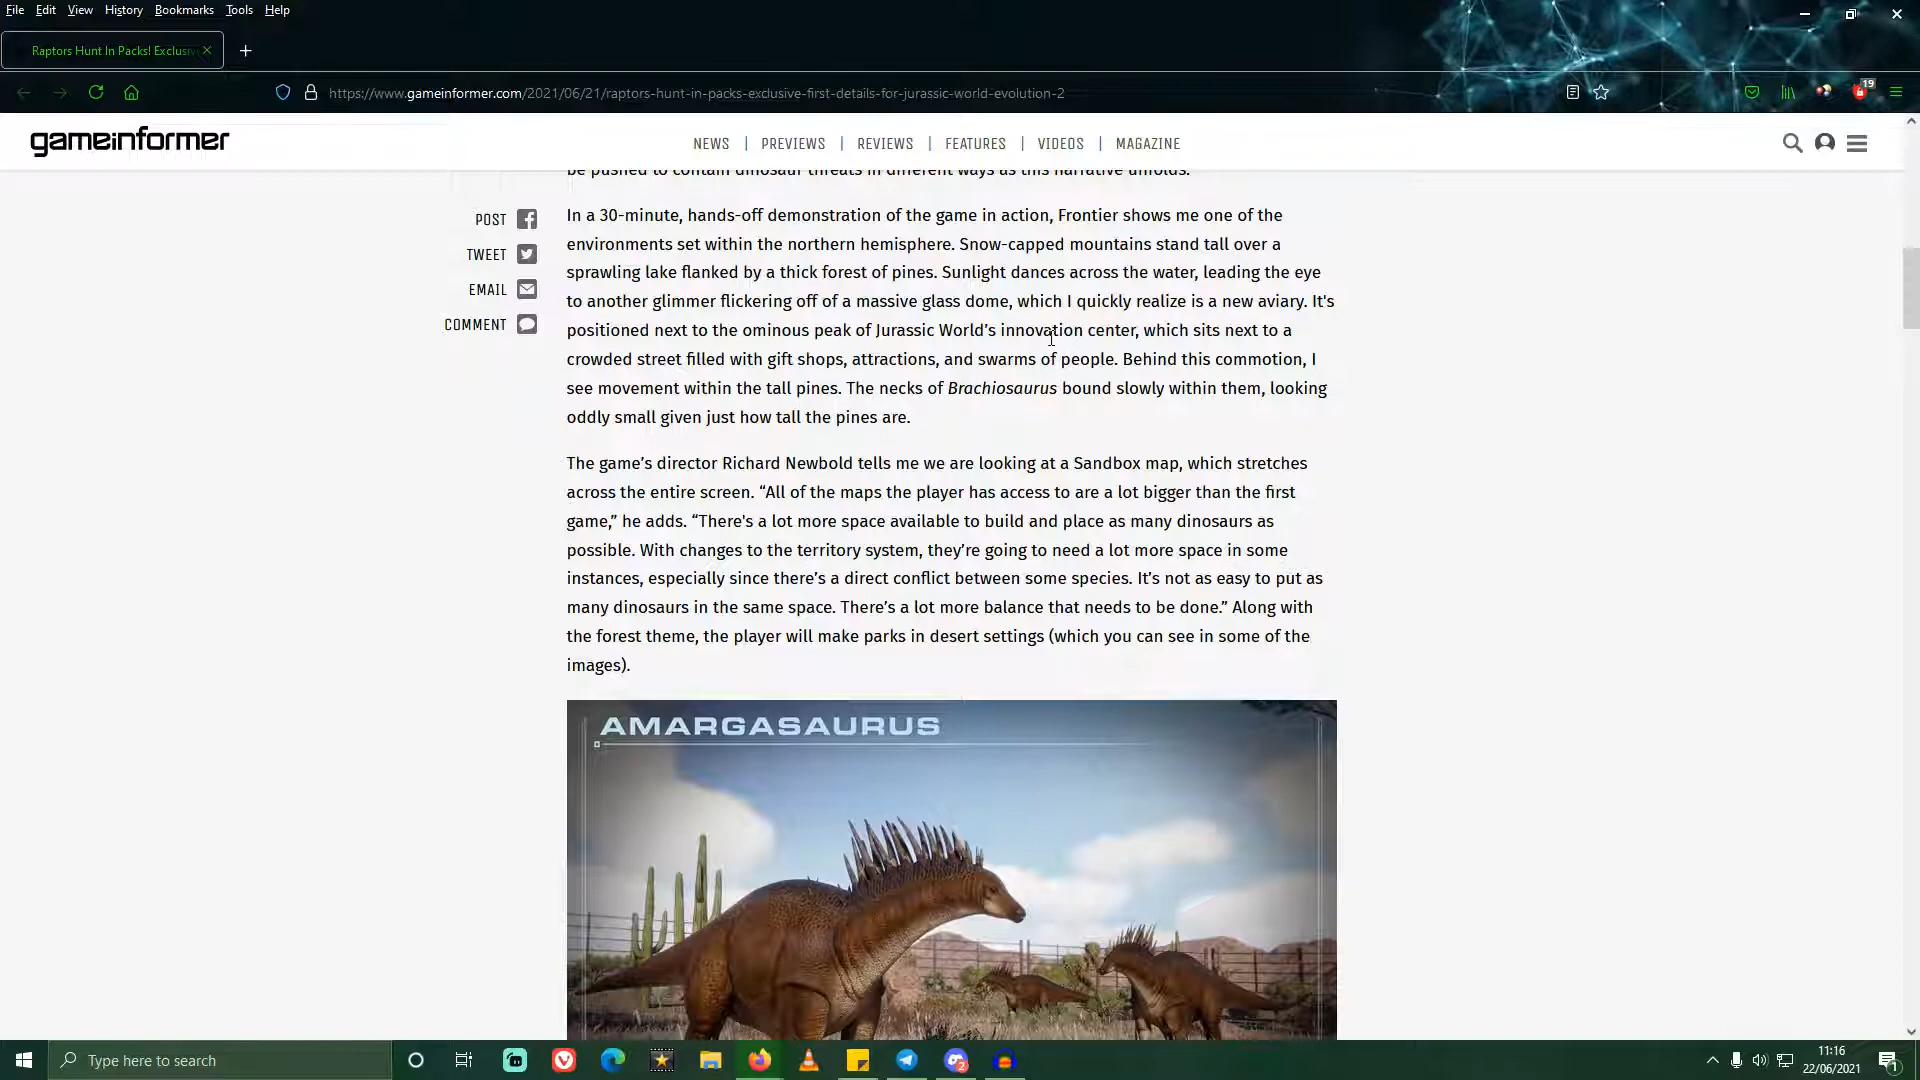 File Edit View History Bookmarks Tools Help
Raptors Hunt In Packs! Exclusiv
https://www.gameinformer.com/2021/06/21/raptors-hunt-in-packs-exclusive-first-details-for-jurassic-world-evolution-2
19
gameinformer
NEWS | PREVIEWS | REVIEWS | FEATURES | VIDEOS | MAGAZINE
be pushed to contain dinosaur threats in different ways as this narrative unfolds.
POST
TWEET
EMAIL
COMMENT
In a 30-minute, hands-off demonstration of the game in action, Frontier shows me one of the
environments set within the northern hemisphere. Snow-capped mountains stand tall over a
sprawling lake flanked by a thick forest of pines. Sunlight dances across the water, leading the eye
to another glimmer flickering off of a massive glass dome, which I quickly realize is a new aviary. It's
positioned next to the ominous peak of Jurassic World’s innovation center, which sits next to a
crowded street filled with gift shops, attractions, and swarms of people. Behind this commotion, I
see movement within the tall pines. The necks of Brachiosaurus bound slowly within them, looking
oddly small given just how tall the pines are.
The game’s director Richard Newbold tells me we are looking at a Sandbox map, which stretches
across the entire screen. “All of the maps the player has access to are a lot bigger than the first
game,” he adds. “There's a lot more space available to build and place as many dinosaurs as
possible. With changes to the territory system, they’re going to need a lot more space in some
instances, especially since there’s a direct conflict between some species. It’s not as easy to put as
many dinosaurs in the same space. There’s a lot more balance that needs to be done.” Along with
the forest theme, the player will make parks in desert settings (which you can see in some of the
images).
AMARGASAURUS
Type here to search
2
11:16
22/06/2021
1